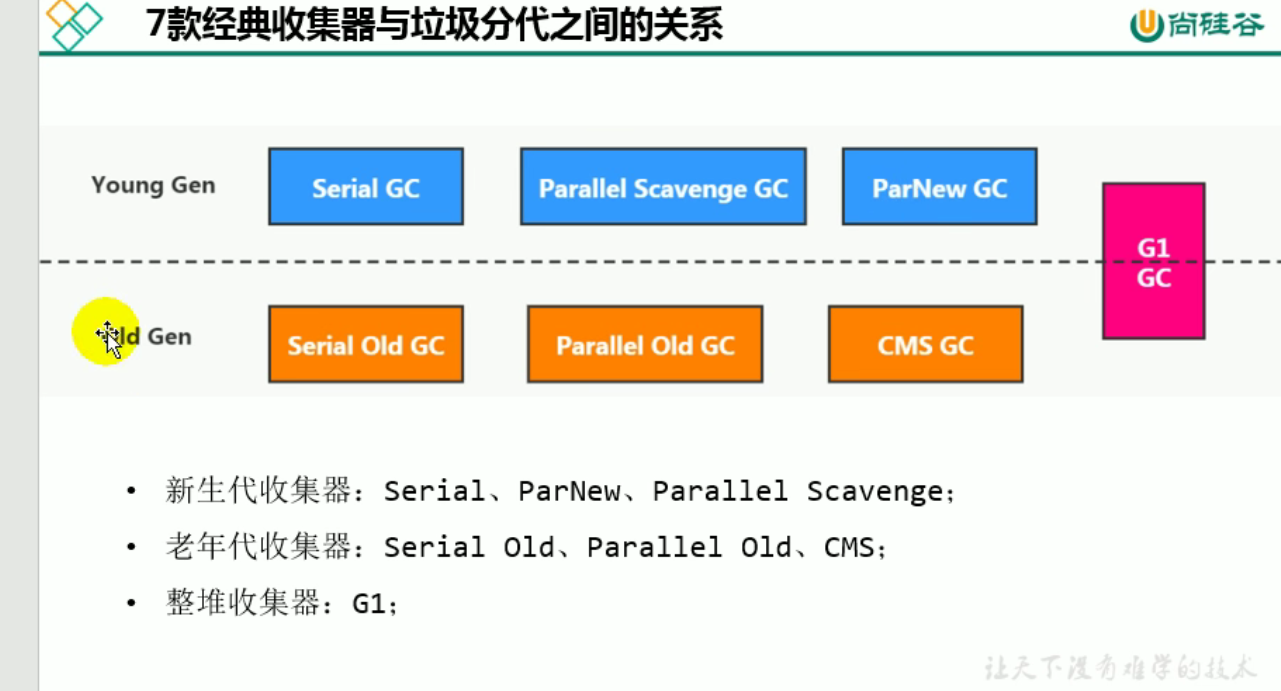 7款经典收集器与垃圾分代之间的关系
尚硅谷
Young Gen
Serial GC
Parallel Scavenge GC
ParNew GC
G1
GC
Gen
Serial Old GC
Parallel Old GC
CMS GC
• 新生代收集器：Serial、ParNew、Parallel Scavenge；
• 老年代收集器：Serial Old、Parallel Old、CMS；
• 整堆收集器：G1；
让天下没有难学的技术